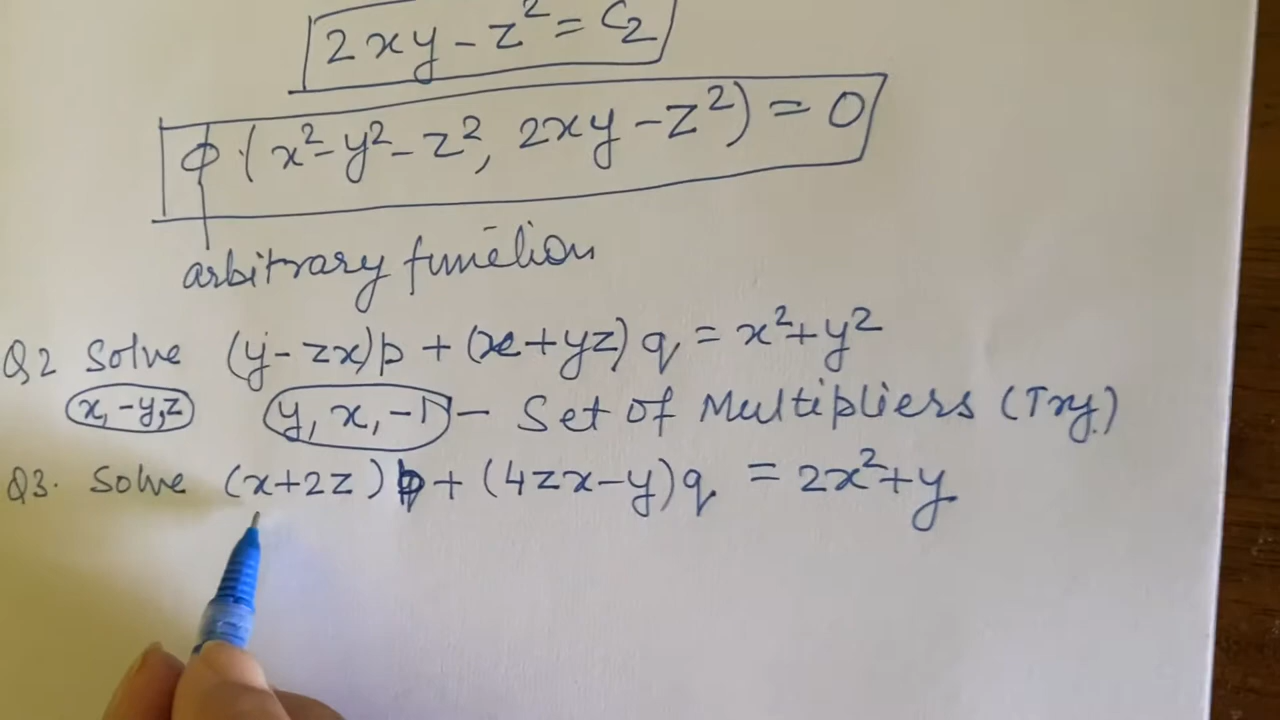 2xy - z² = C₂
ϕ (x² - y² - z², 2xy - z²) = 0
arbitrary function
Q2 Solve (y - zx)p + (x + yz) q = x² + y²
x, -y, z y, x, -1 - Set of Multipliers (Try.)
Q3. Solve (x + 2z) p + (4zx - y) q = 2x² + y